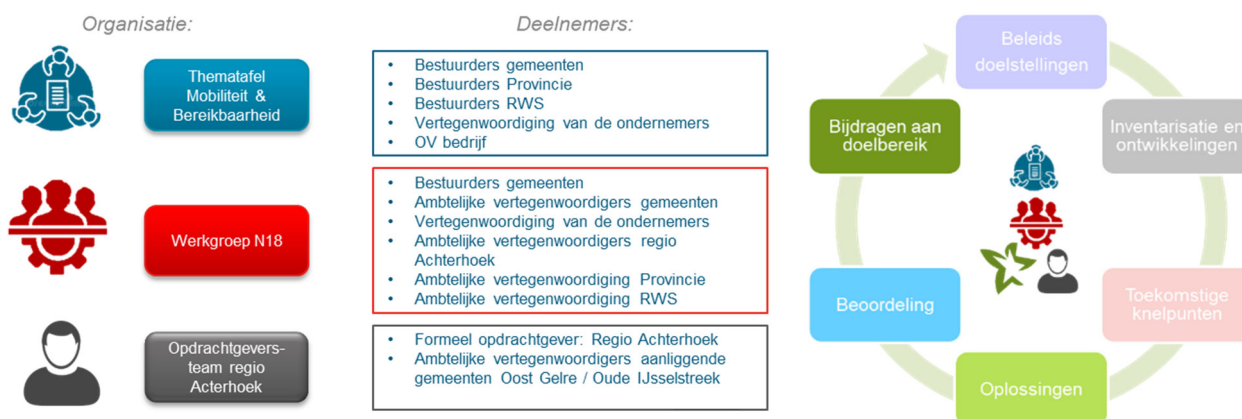 Organisatie:
Deelnemers:
Thematafel
Mobiliteit &
Bereikbaarheid
• Bestuurders gemeenten
• Bestuurders Provincie
• Bestuurders RWS
• Vertegenwoordiging van de ondernemers
• OV bedrijf
Werkgroep N18
• Bestuurders gemeenten
• Ambtelijke vertegenwoordigers gemeenten
• Vertegenwoordiging van de ondernemers
• Ambtelijke vertegenwoordigers regio
Achterhoek
• Ambtelijke vertegenwoordiging Provincie
• Ambtelijke vertegenwoordiging RWS
Opdrachtgevers-
team regio
Acterhoek
• Formeel opdrachtgever: Regio Achterhoek
• Ambtelijke vertegenwoordigers aanliggende
gemeenten Oost Gelre / Oude IJsselstreek
Beleids
doelstellingen
Inventarisatie en
ontwikkelingen
Toekomstige
knelpunten
Oplossingen
Beoordeling
Bijdragen aan
doelbereik